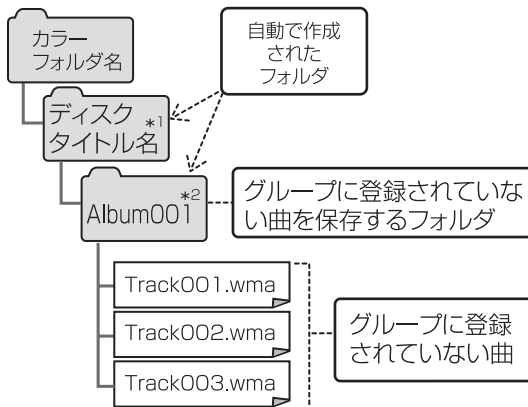 カラー
フォルダ名
自動で作成
された
フォルダ
ディスク
タイトル名*1
Album001*2
グループに登録されていな
い曲を保存するフォルダ
Track001.wma
Track002.wma
Track003.wma
グループに登録
されていない曲